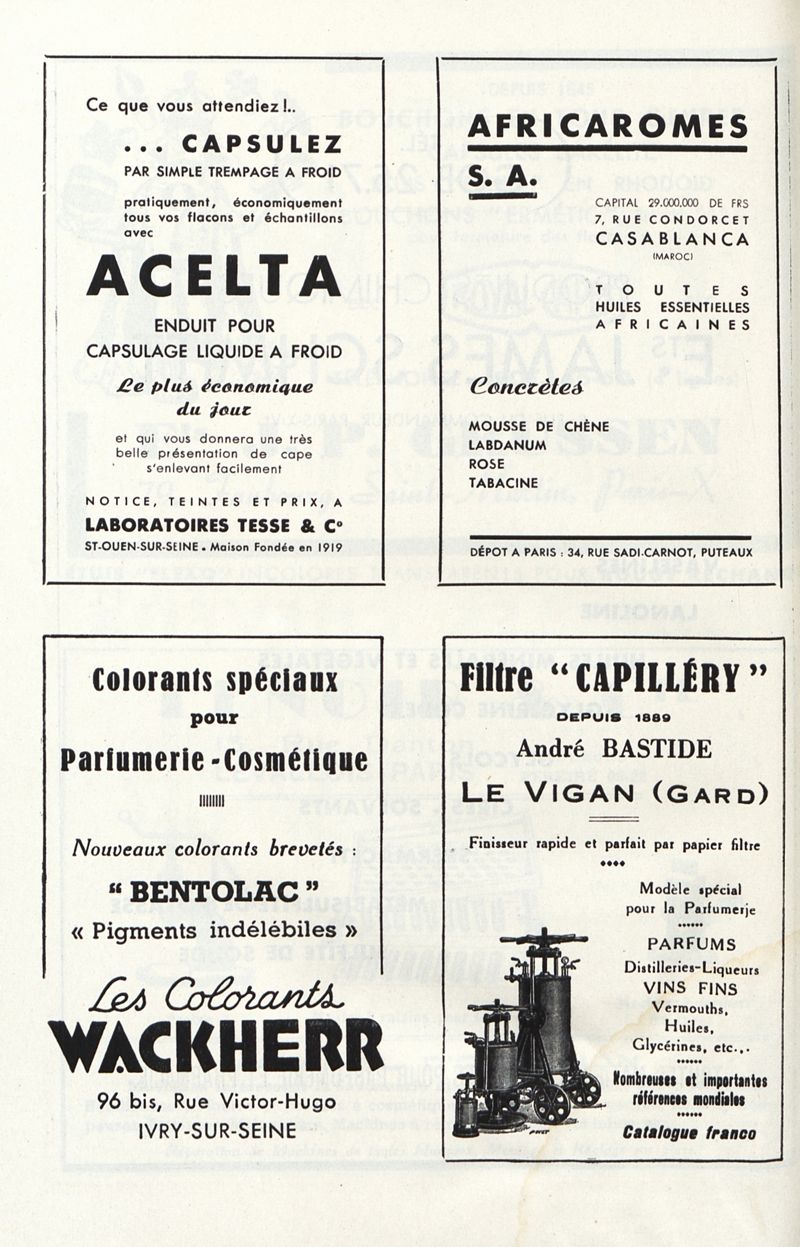 Ce que vous attendiez !..
... CAPSULEZ
PAR SIMPLE TREMPAGE A FROID
pratiquement, économiquement
tous vos flacons et échantillons
avec
ACELTA
ENDUIT POUR
CAPSULAGE LIQUIDE A FROID
Le plus économique
du jour
et qui vous donnera une très
belle présentation de cape
s'enlevant facilement
NOTICE, TEINTES ET PRIX, A
LABORATOIRES TESSE & Cº
ST-OUEN-SUR-SEINE. Maison Fondée en 1919
AFRICAROMES
S. A.
CAPITAL 29.000.000 DE FRS
7, RUE CONDORCET
CASABLANCA
(MAROC)
TOUTES
HUILES ESSENTIELLES
AFRICAINES
Concrètes
MOUSSE DE CHÈNE
LABDANUM
ROSE
TABACINE
DÉPOT A PARIS : 34, RUE SADI-CARNOT, PUTEAUX
Colorants spéciaux
pour
Parfumerie-Cosmétique
Nouveaux colorants brevetés :
“ BENTOLAC ”
« Pigments indélébiles »
Les Colorants
WACKHERR
96 bis, Rue Victor-Hugo
IVRY-SUR-SEINE
Filtre “CAPILLÉRY”
DEPUIS 1889
André BASTIDE
LE VIGAN (GARD)
Finisseur rapide et parfait par papier filtre
Modèle spécial
pour la Parfumerie
PARFUMS
Distilleries-Liqueurs
VINS FINS
Vermouths,
Huiles,
Glycérines, etc...
Nombreuses et importantes
références mondiales
Catalogue franco